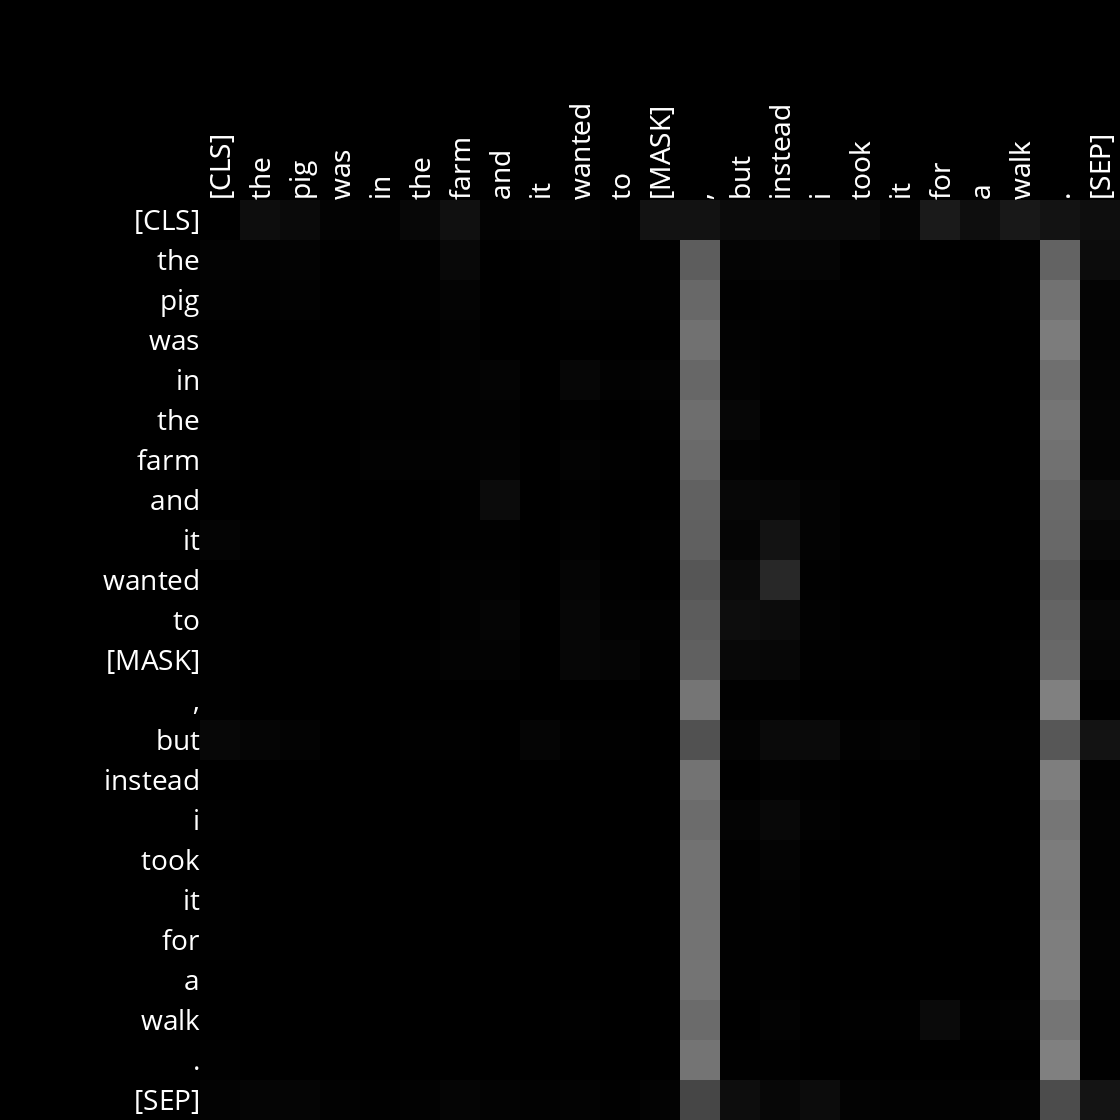 [CLS] the pig was in the farm and it wanted to [MASK] , but instead i took it for a walk . [SEP]
[CLS]
the
pig
was
in
the
farm
and
it
wanted
to
[MASK]
,
but
instead
i
took
it
for
a
walk
.
[SEP]